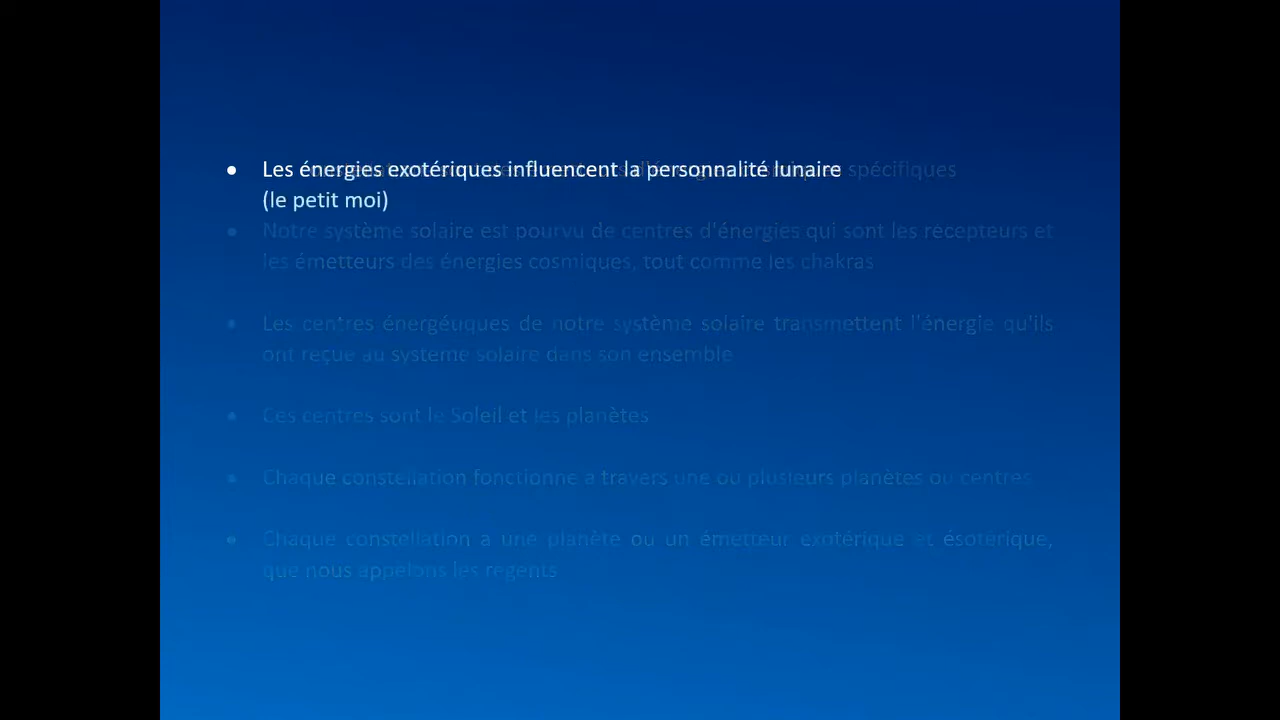 • Les énergies exotériques influencent la personnalité lunaire
(le petit moi)
spécifiques
• Notre système solaire est pourvu de centres d'énergies qui sont les récepteurs et
les émetteurs des énergies cosmiques, tout comme les chakras
• Les centres énergéuques de notre système solaire transmettent l'énergie qu'ils
ont reçue au système solaire dans son ensemble
• Ces centres sont le Soleil et les planètes
• Chaque constellation fonctionne a travers une ou plusieurs planètes ou centres
• Chaque constellation a une planète ou un émetteur exotérique et ésotérique,
que nous appelons les régents